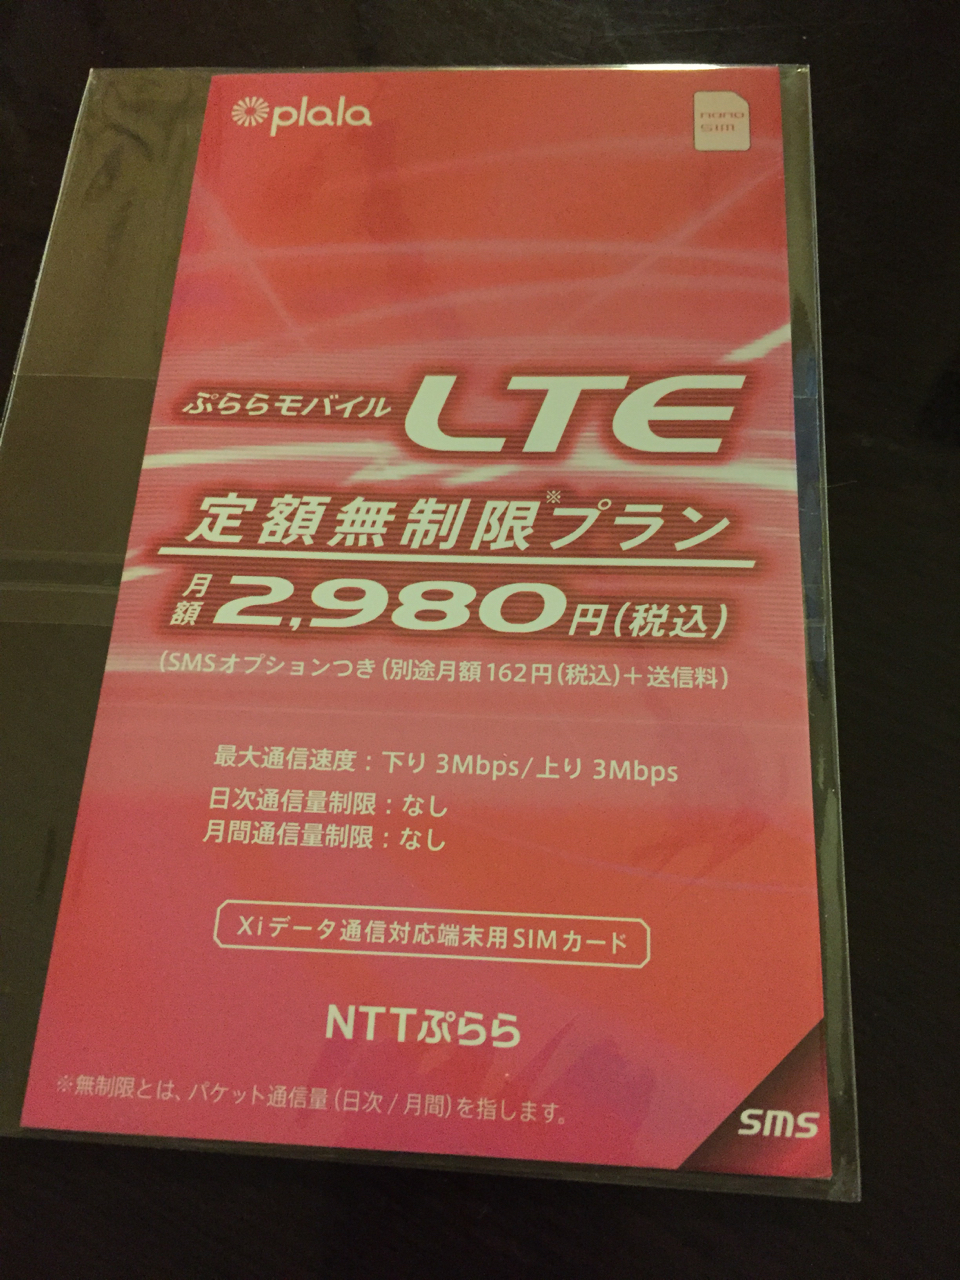 plala
nano
SIM
ぷららモバイル LTE
定額無制限※プラン
月額 2,980円(税込)
(SMSオプションつき(別途月額162円(税込)+送信料)
最大通信速度:下り 3Mbps/上り 3Mbps
日次通信量制限:なし
月間通信量制限:なし
Xiデータ通信対応端末用SIMカード
NTTぷらら
※無制限とは、パケット通信量(日次/月間)を指します。
SMS